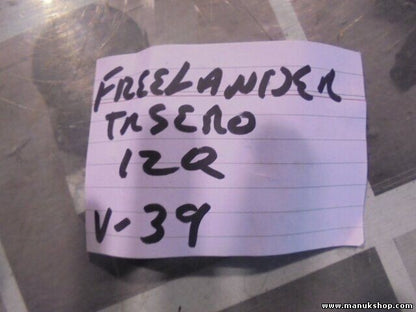 FREELANDER
TRSERO
IZQ
V-39
www.manukshop.com